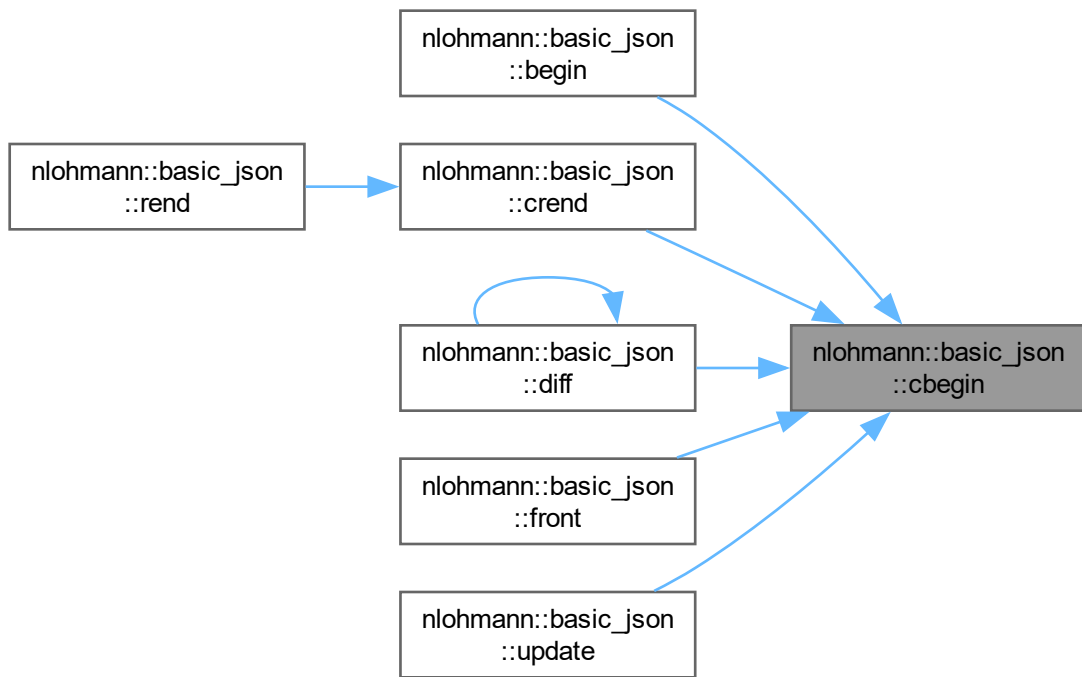 nlohmann::basic_json
::begin
nlohmann::basic_json
::rend
nlohmann::basic_json
::crend
nlohmann::basic_json
::diff
nlohmann::basic_json
::cbegin
nlohmann::basic_json
::front
nlohmann::basic_json
::update